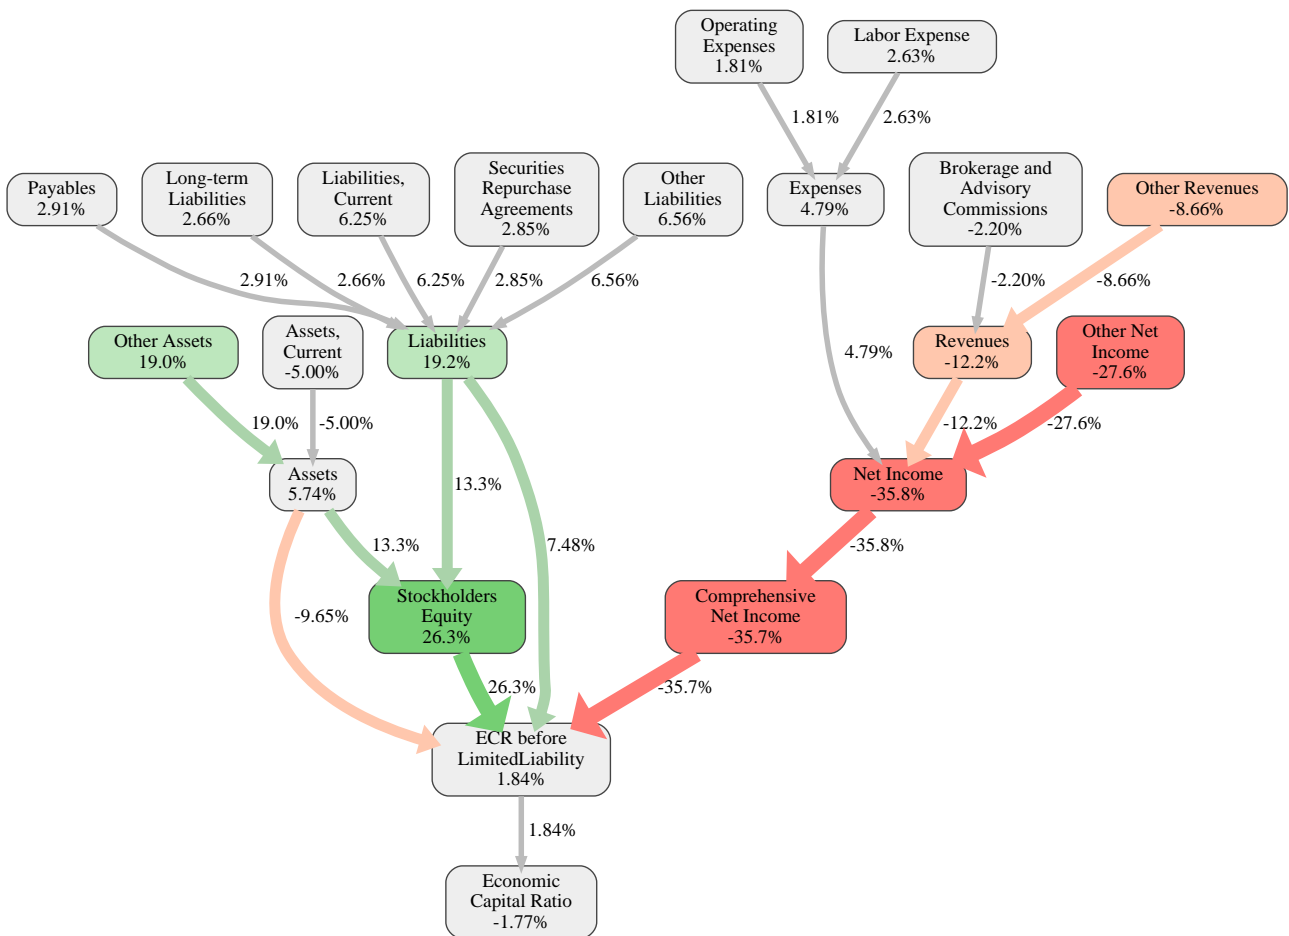 Operating
Expenses
1.81%
Labor Expense
2.63%
1.81%
2.63%
Payables
2.91%
Long-term
Liabilities
2.66%
Liabilities,
Current
6.25%
Securities
Repurchase
Agreements
2.85%
Other
Liabilities
6.56%
Expenses
4.79%
Brokerage and
Advisory
Commissions
-2.20%
Other Revenues
-8.66%
2.91%
2.66%
6.25%
2.85%
6.56%
-2.20%
-8.66%
Other Assets
19.0%
Assets,
Current
-5.00%
Liabilities
19.2%
4.79%
Revenues
-12.2%
Other Net
Income
-27.6%
19.0%
-5.00%
-12.2%
-27.6%
Assets
5.74%
13.3%
Net Income
-35.8%
13.3%
7.48%
-35.8%
-9.65%
Stockholders
Equity
26.3%
Comprehensive
Net Income
-35.7%
26.3%
-35.7%
ECR before
LimitedLiability
1.84%
1.84%
Economic
Capital Ratio
-1.77%